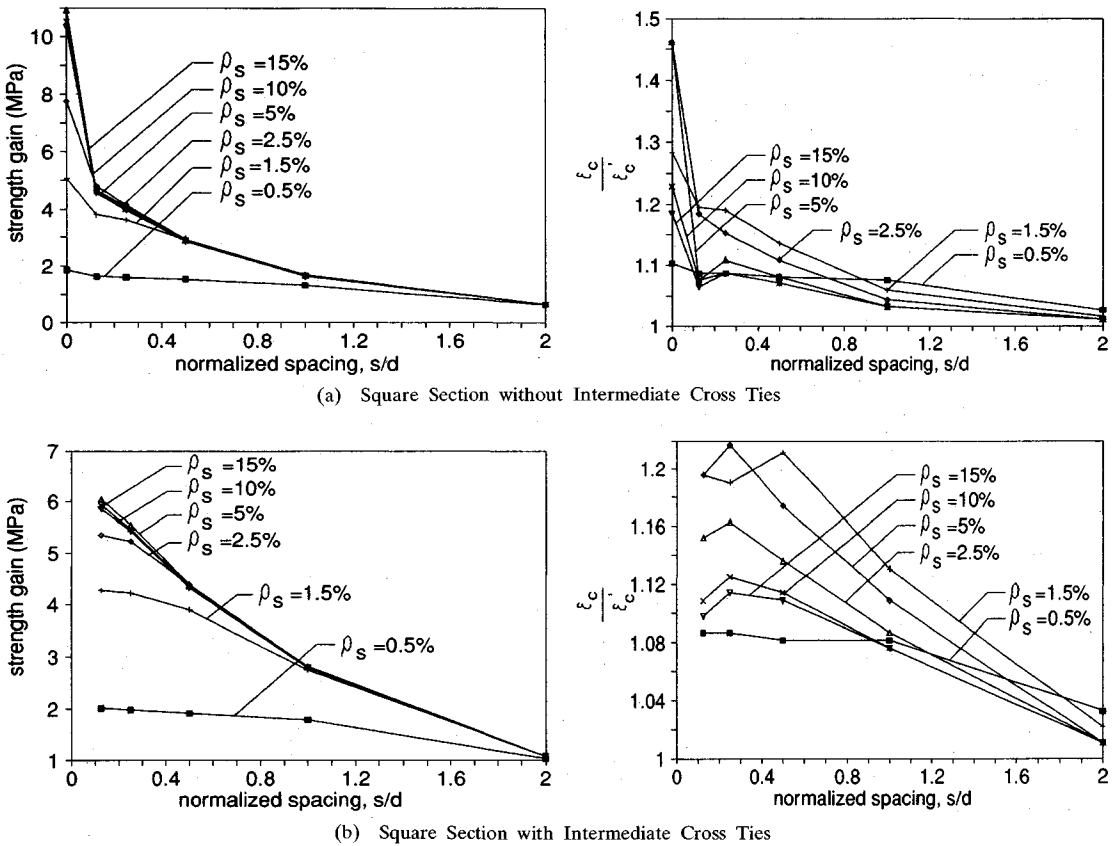 strength gain (MPa)
10
8
6
4
2
0
ρs =15%
ρs =10%
ρs =5%
ρs =2.5%
ρs =1.5%
ρs =0.5%
0 0.4 0.8 1.2 1.6 2
normalized spacing, s/d
εc
εc'
1.5
1.4
1.3
1.2
1.1
1
ρs =15%
ρs =10%
ρs =5%
ρs =2.5%
ρs =1.5%
ρs =0.5%
0 0.4 0.8 1.2 1.6 2
normalized spacing, s/d
(a) Square Section without Intermediate Cross Ties
strength gain (MPa)
7
6
5
4
3
2
1
ρs =15%
ρs =10%
ρs =5%
ρs =2.5%
ρs =1.5%
ρs =0.5%
0 0.4 0.8 1.2 1.6 2
normalized spacing, s/d
εc
εc'
1.2
1.16
1.12
1.08
1.04
1
ρs =15%
ρs =10%
ρs =5%
ρs =2.5%
ρs =1.5%
ρs =0.5%
0 0.4 0.8 1.2 1.6 2
normalized spacing, s/d
(b) Square Section with Intermediate Cross Ties